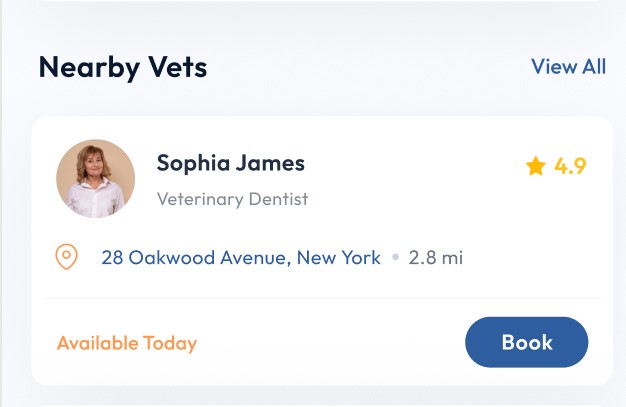 Nearby Vets View All
Sophia James 4.9
Veterinary Dentist
28 Oakwood Avenue, New York • 2.8 mi
Available Today Book